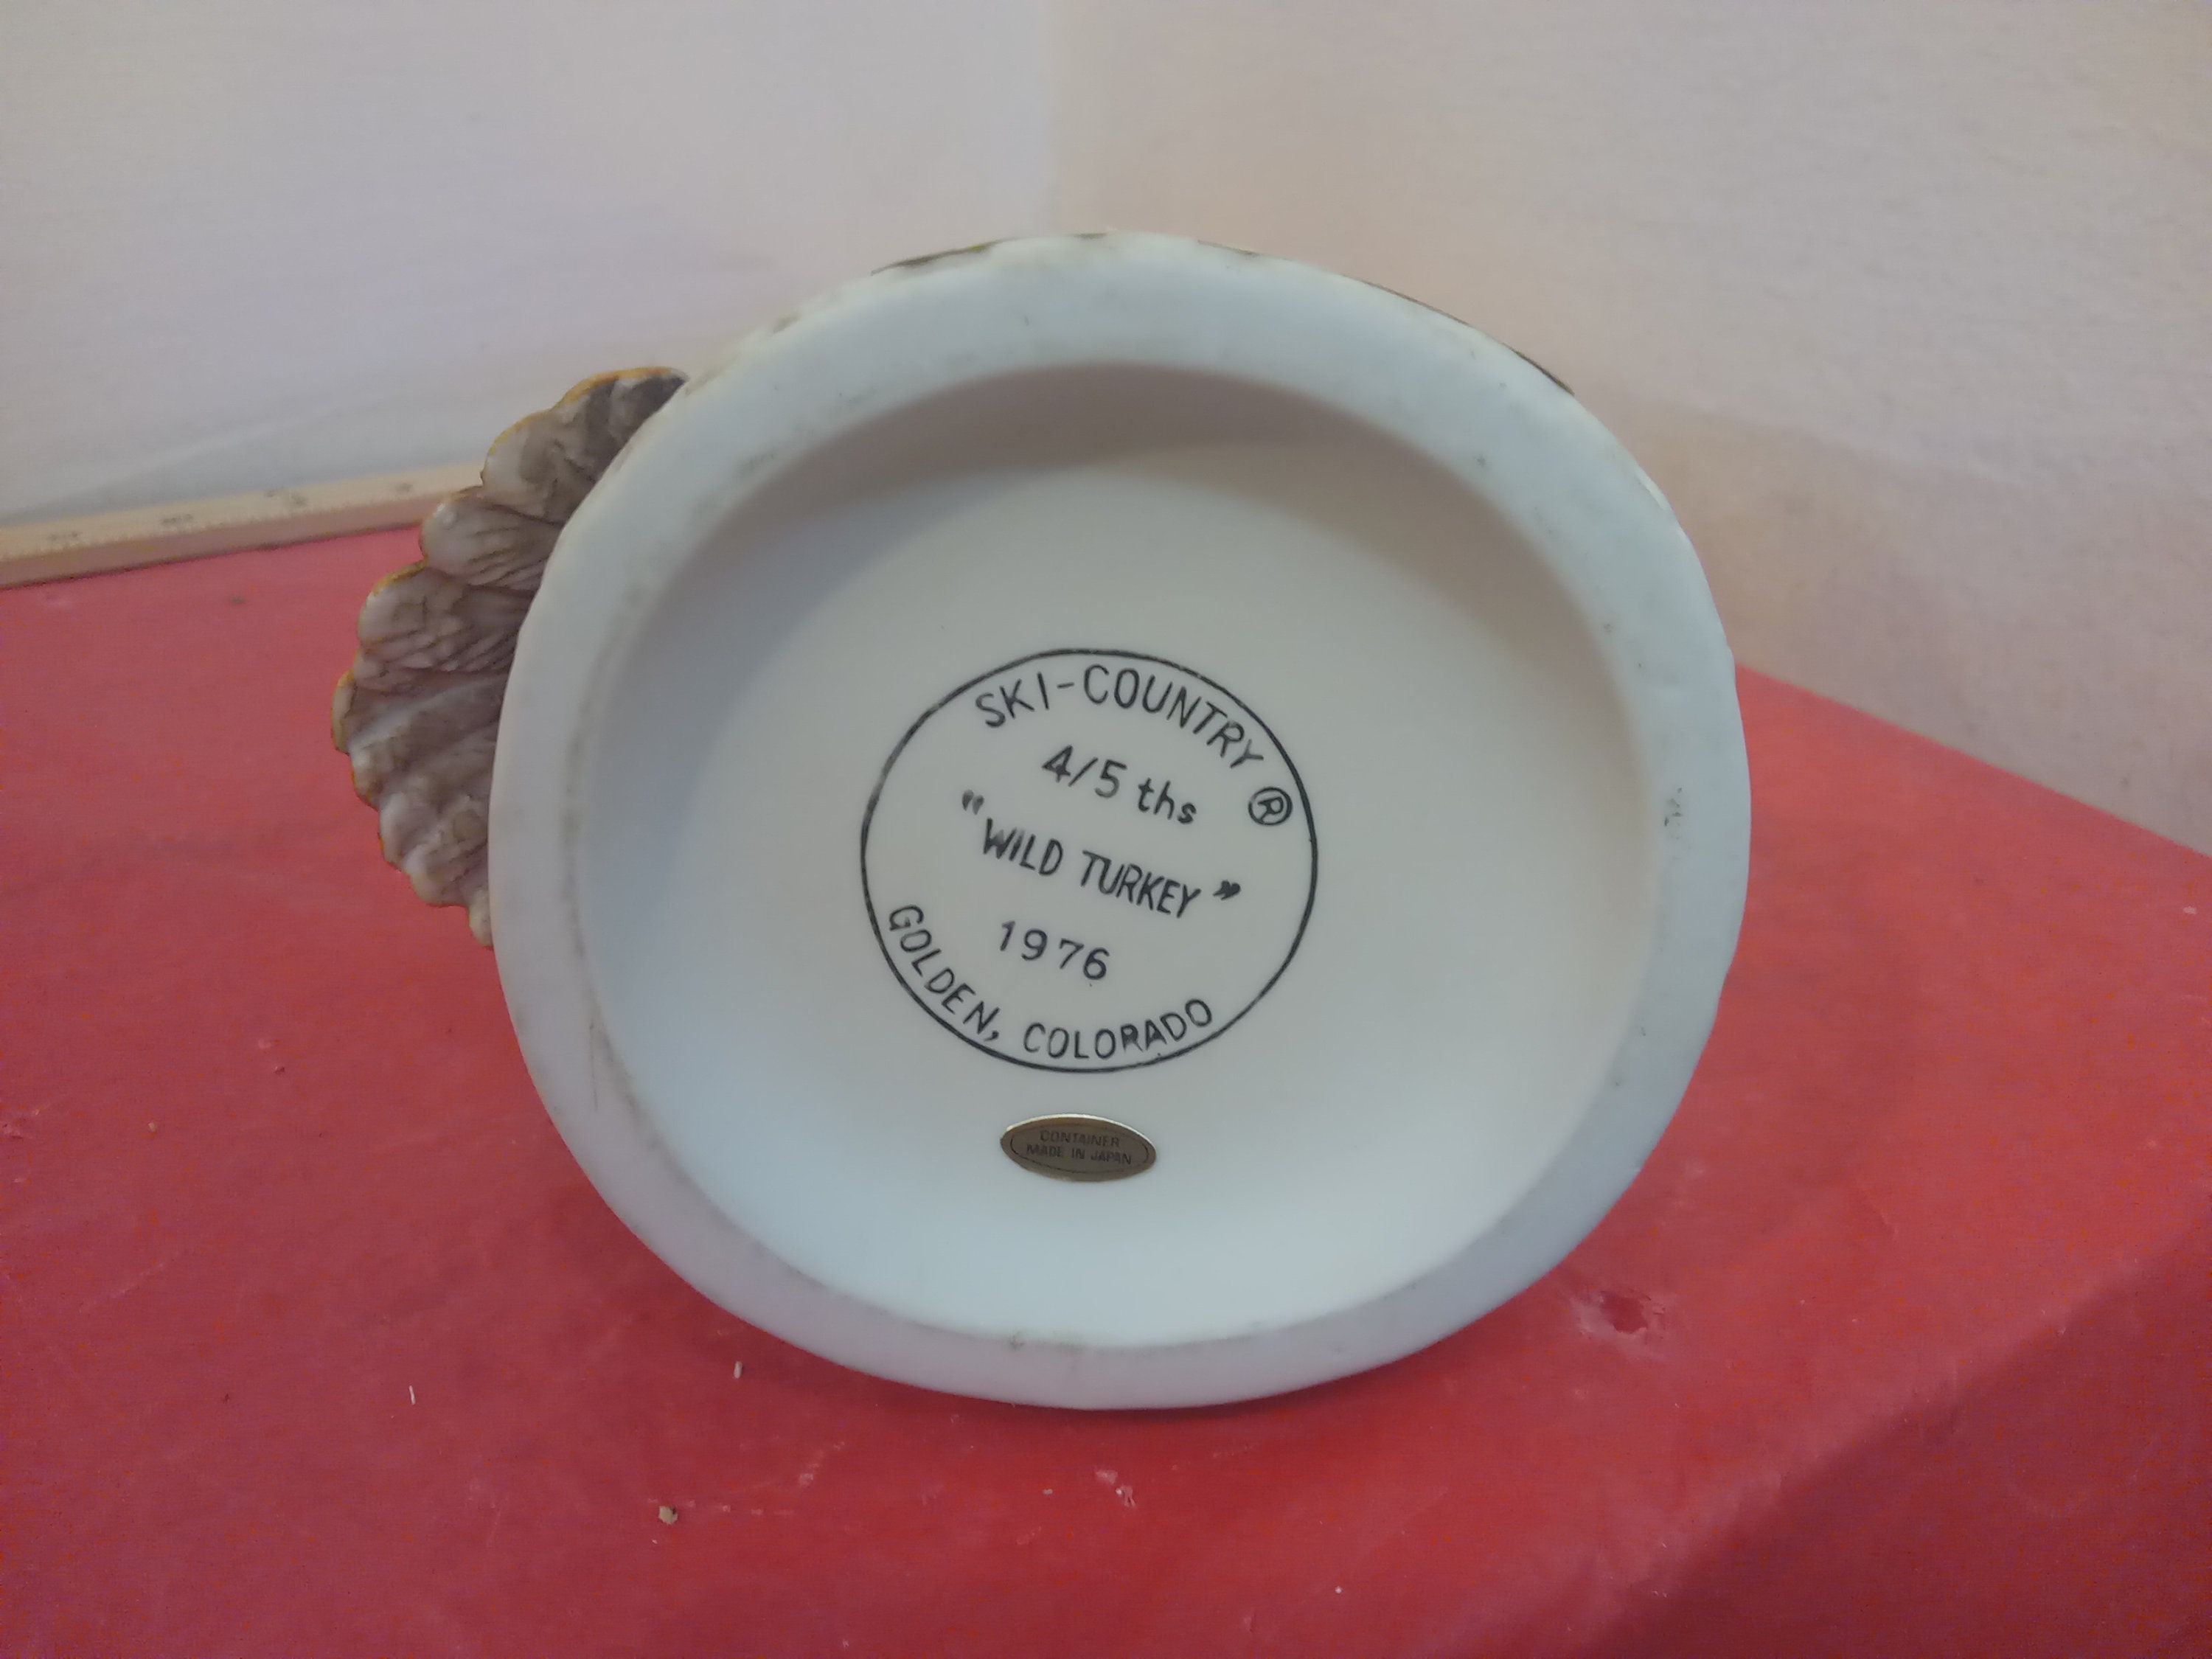 SKI-COUNTRY ®
4/5 ths
"WILD TURKEY"
1976
GOLDEN, COLORADO
CONTAINER
MADE IN JAPAN